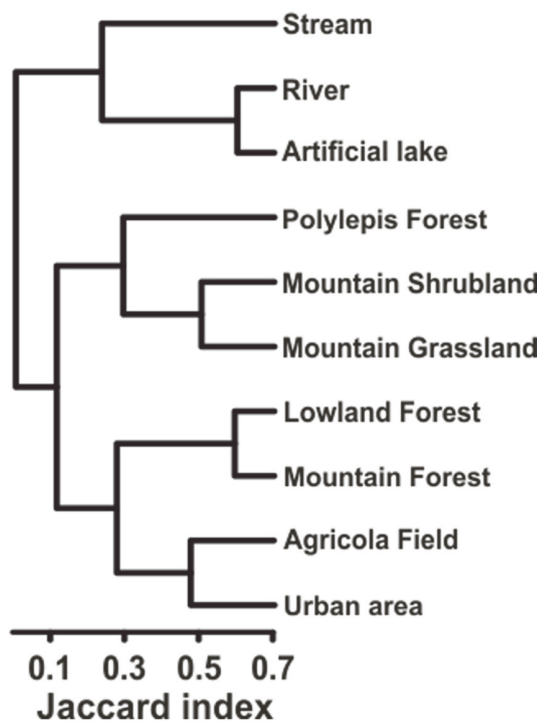 Stream
River
Artificial lake
Polylepis Forest
Mountain Shrubland
Mountain Grassland
Lowland Forest
Mountain Forest
Agricola Field
Urban area
0.1 0.3 0.5 0.7
Jaccard index